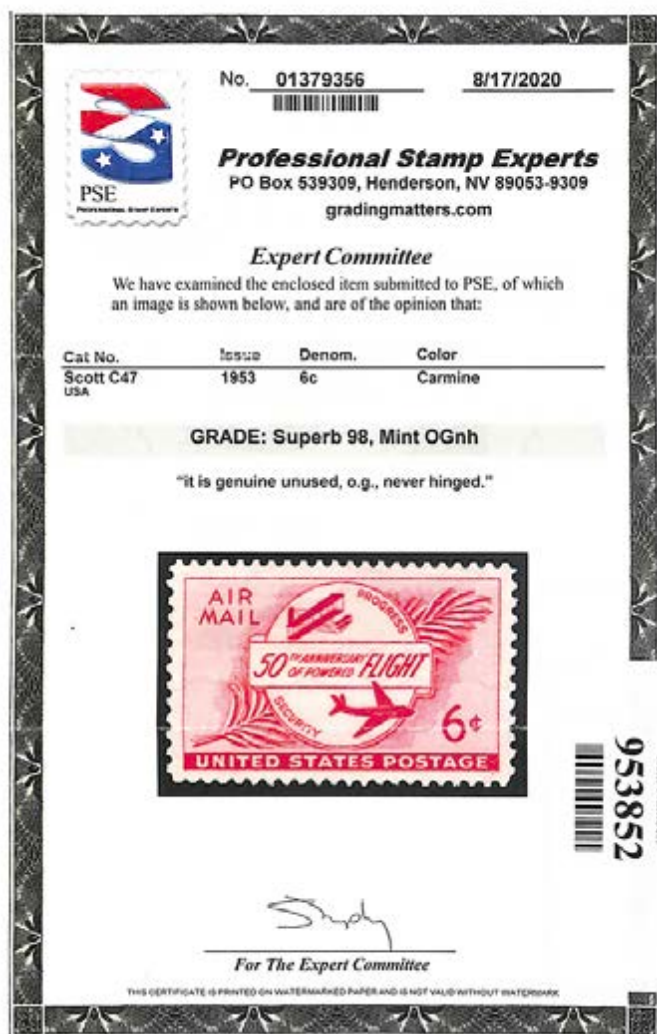 No. 01379356
8/17/2020
PSE
Professional Stamp Experts
Professional Stamp Experts
PO Box 539309, Henderson, NV 89053-9309
gradingmatters.com
Expert Committee
We have examined the enclosed item submitted to PSE, of which
an image is shown below, and are of the opinion that:
Cat No. Issue Denom. Color
Scott C47 1953 6c Carmine
USA
GRADE: Superb 98, Mint OGnh
“it is genuine unused, o.g., never hinged.”
AIR
MAIL
PROGRESS
50TH ANNIVERSARY
OF POWERED FLIGHT
SECURITY
6¢
UNITED STATES POSTAGE
953852
For The Expert Committee
THIS CERTIFICATE IS PRINTED ON WATERMARKED PAPER AND IS NOT VALID WITHOUT WATERMARK